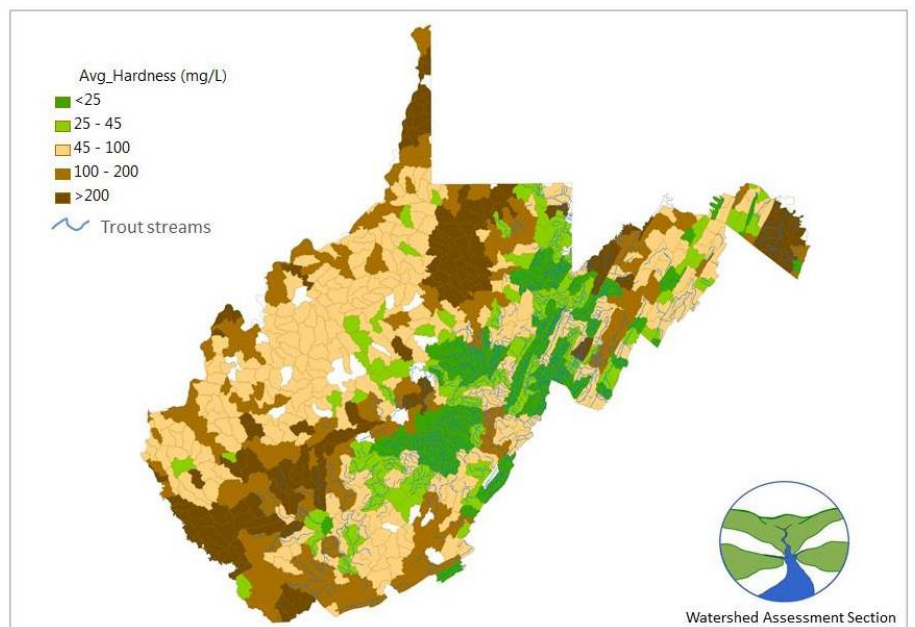 Avg_Hardness (mg/L)
<25
25 - 45
45 - 100
100 - 200
>200
Trout streams
Watershed Assessment Section